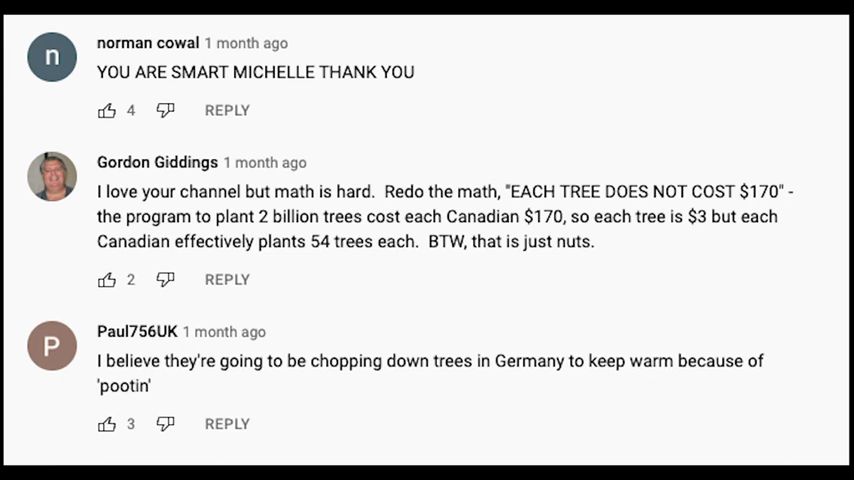 n
norman cowal 1 month ago
YOU ARE SMART MICHELLE THANK YOU
4 REPLY
Gordon Giddings 1 month ago
I love your channel but math is hard.  Redo the math, "EACH TREE DOES NOT COST $170" -
the program to plant 2 billion trees cost each Canadian $170, so each tree is $3 but each
Canadian effectively plants 54 trees each.  BTW, that is just nuts.
2 REPLY
P
Paul756UK 1 month ago
I believe they're going to be chopping down trees in Germany to keep warm because of
'pootin'
3 REPLY